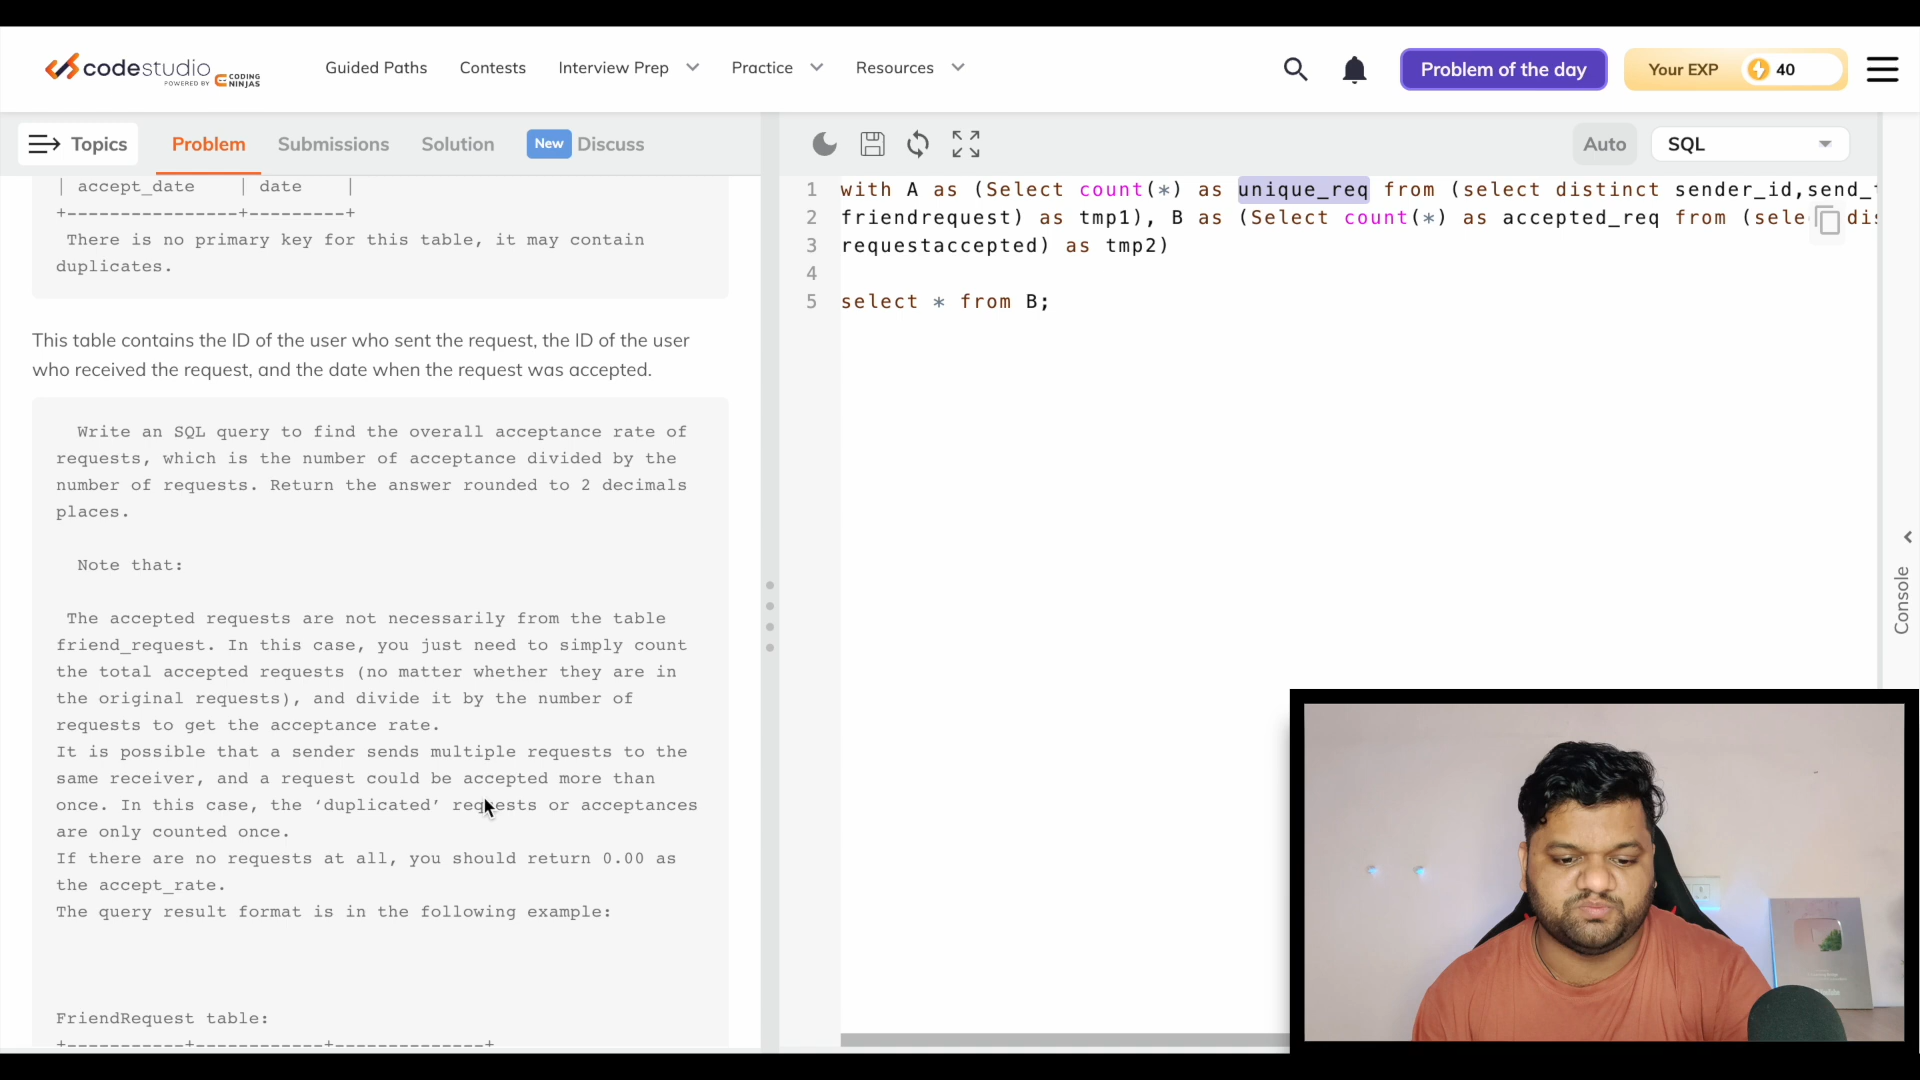 codestudio
POWERED BY CODING NINJAS
Guided Paths Contests Interview Prep Practice Resources Problem of the day Your EXP 40
Topics Problem Submissions Solution New Discuss
| accept_date | date |
+----------------+---------+
There is no primary key for this table, it may contain
duplicates.
This table contains the ID of the user who sent the request, the ID of the user
who received the request, and the date when the request was accepted.
Write an SQL query to find the overall acceptance rate of
requests, which is the number of acceptance divided by the
number of requests. Return the answer rounded to 2 decimals
places.
Note that:
The accepted requests are not necessarily from the table
friend_request. In this case, you just need to simply count
the total accepted requests (no matter whether they are in
the original requests), and divide it by the number of
requests to get the acceptance rate.
It is possible that a sender sends multiple requests to the
same receiver, and a request could be accepted more than
once. In this case, the ‘duplicated’ requests or acceptances
are only counted once.
If there are no requests at all, you should return 0.00 as
the accept_rate.
The query result format is in the following example:
FriendRequest table:
+-----------+------------+--------------+
Auto SQL
1 with A as (Select count(*) as unique_req from (select distinct sender_id,send_
2 friendrequest) as tmp1), B as (Select count(*) as accepted_req from (sele dis
3 requestaccepted) as tmp2)
4
5 select * from B;
Console